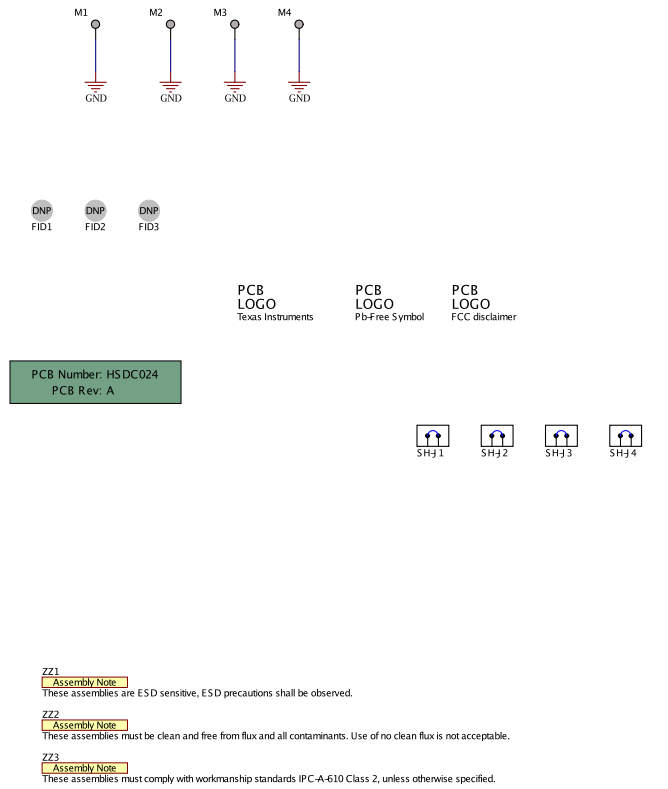 M1
M2
M3
M4
GND
GND
GND
GND
DNP
DNP
DNP
FID1
FID2
FID3
PCB
LOGO
Texas Instruments
PCB
LOGO
Pb-Free Symbol
PCB
LOGO
FCC disclaimer
PCB Number: HSDC024
PCB Rev: A
SH-J1
SH-J2
SH-J3
SH-J4
ZZ1
Assembly Note
These assemblies are ESD sensitive, ESD precautions shall be observed.
ZZ2
Assembly Note
These assemblies must be clean and free from flux and all contaminants. Use of no clean flux is not acceptable.
ZZ3
Assembly Note
These assemblies must comply with workmanship standards IPC-A-610 Class 2, unless otherwise specified.